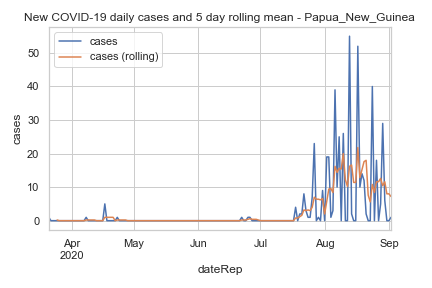 New COVID-19 daily cases and 5 day rolling mean - Papua_New_Guinea
cases
cases (rolling)
50
40
30
20
10
0
cases
Apr
2020
May
Jun
Jul
Aug
Sep
dateRep